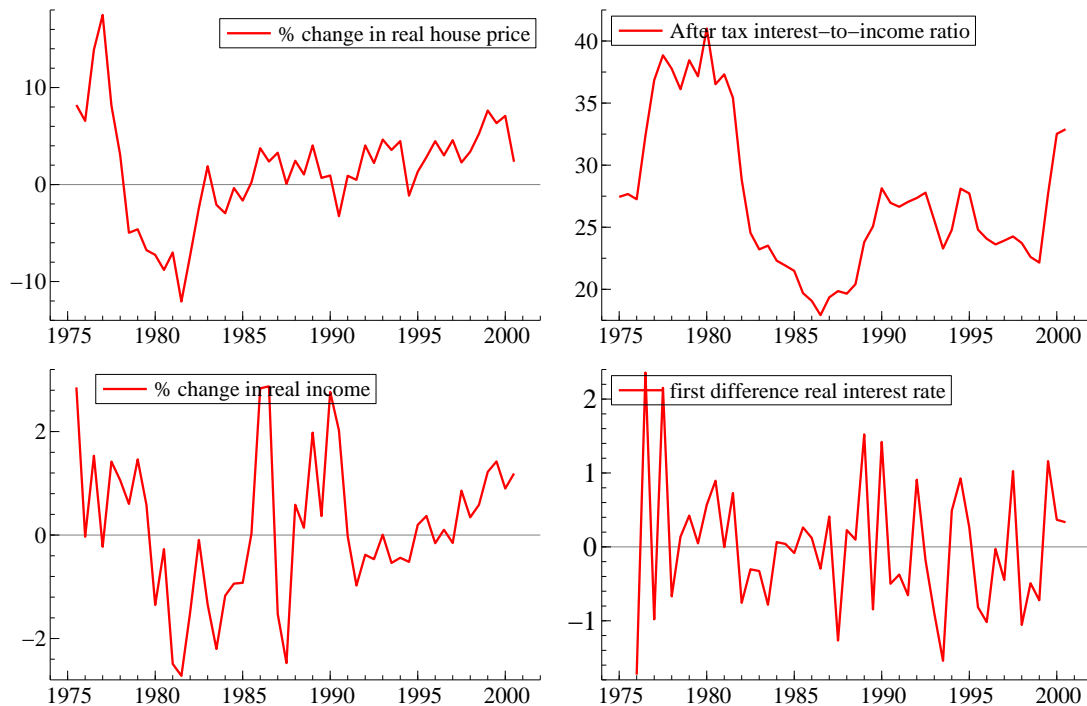 % change in real house price
10
0
−10
1975 1980 1985 1990 1995 2000
After tax interest−to−income ratio
40
35
30
25
20
1975 1980 1985 1990 1995 2000
% change in real income
2
0
−2
1975 1980 1985 1990 1995 2000
first difference real interest rate
2
1
0
−1
1975 1980 1985 1990 1995 2000